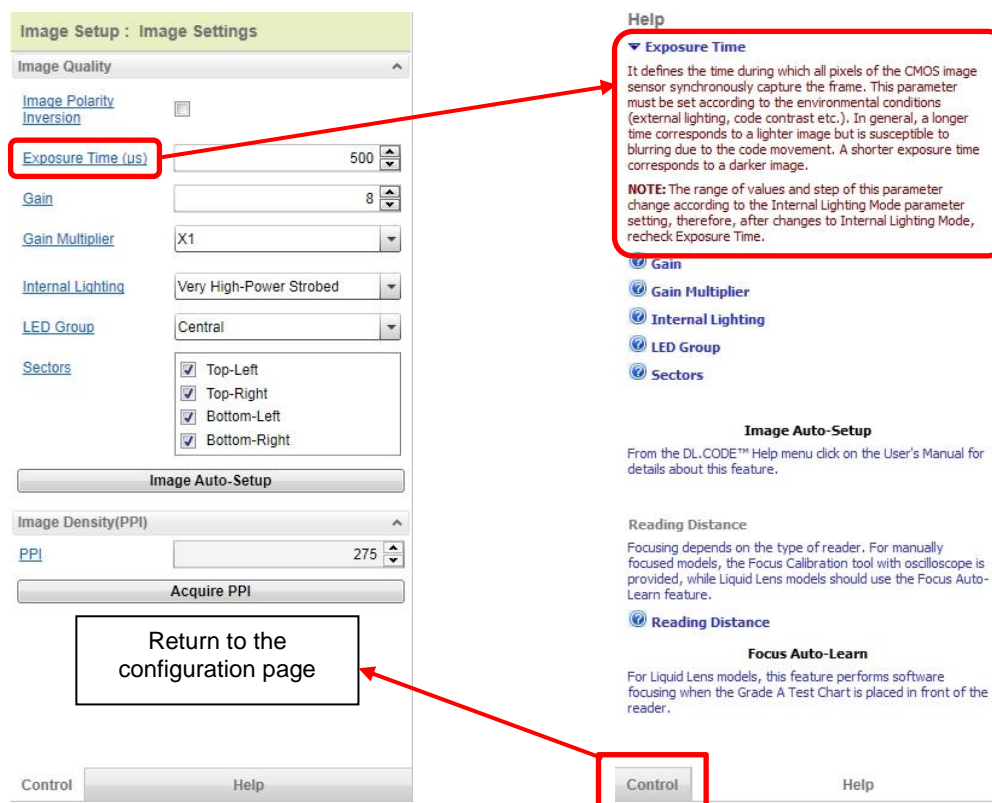 Image Setup : Image Settings
Image Quality
Image Polarity
Inversion
Exposure Time (µs)
500
Gain
8
Gain Multiplier
X1
Internal Lighting
Very High-Power Strobed
LED Group
Central
Sectors
Top-Left
Top-Right
Bottom-Left
Bottom-Right
Image Auto-Setup
Image Density(PPI)
PPI
275
Acquire PPI
Return to the
configuration page
Control
Help
Help
Exposure Time
It defines the time during which all pixels of the CMOS image
sensor synchronously capture the frame. This parameter
must be set according to the environmental conditions
(external lighting, code contrast etc.). In general, a longer
time corresponds to a lighter image but is susceptible to
blurring due to the code movement. A shorter exposure time
corresponds to a darker image.
NOTE: The range of values and step of this parameter
change according to the Internal Lighting Mode parameter
setting, therefore, after changes to Internal Lighting Mode,
recheck Exposure Time.
Gain
Gain Multiplier
Internal Lighting
LED Group
Sectors
Image Auto-Setup
From the DL.CODE™ Help menu click on the User's Manual for
details about this feature.
Reading Distance
Focusing depends on the type of reader. For manually
focused models, the Focus Calibration tool with oscilloscope is
provided, while Liquid Lens models should use the Focus Auto-
Learn feature.
Reading Distance
Focus Auto-Learn
For Liquid Lens models, this feature performs software
focusing when the Grade A Test Chart is placed in front of the
reader.
Control
Help